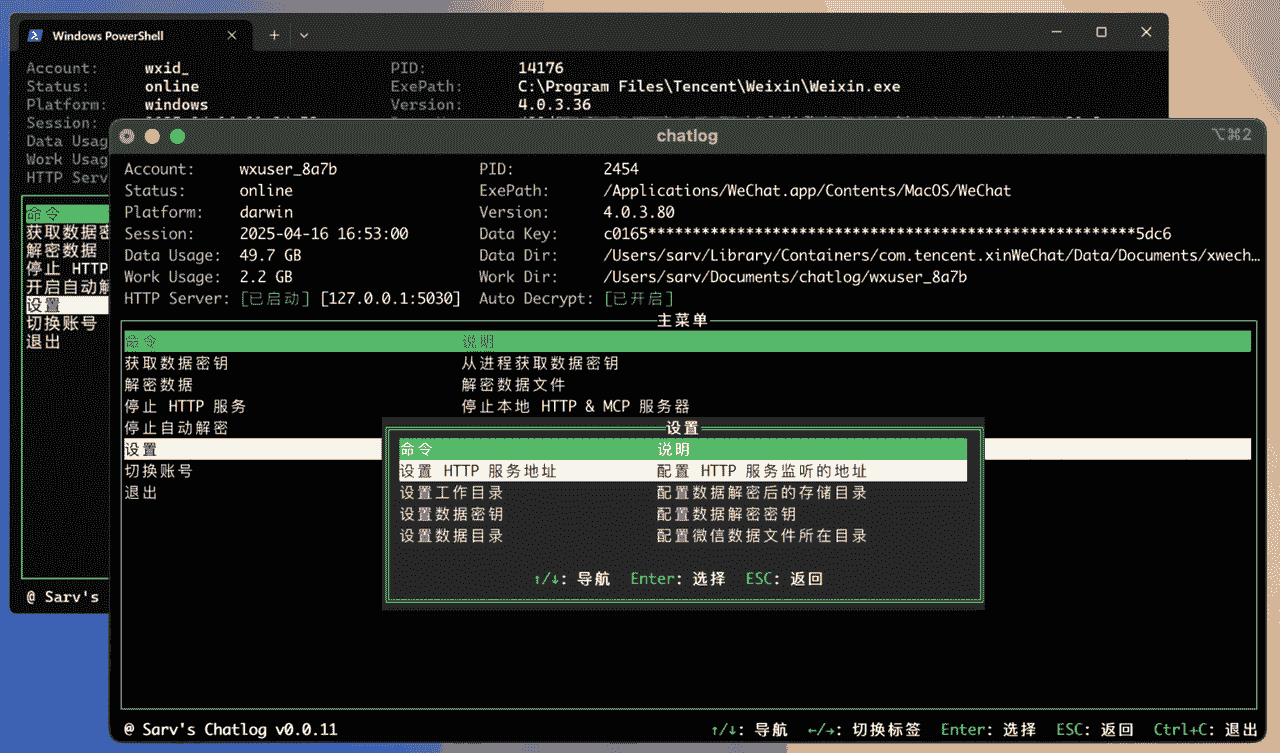 Windows PowerShell
Account: wxid_ PID: 14176
Status: online ExePath: C:\Program Files\Tencent\Weixin\Weixin.exe
Platform: windows Version: 4.0.3.36
Session:
Data Usag
Work Usag
HTTP Serv
命令
获取数据密
解密数据
停止 HTTP
开启自动解
设置
切换账号
退出
@ Sarv's
chatlog ⌥⌘2
Account: wxuser_8a7b PID: 2454
Status: online ExePath: /Applications/WeChat.app/Contents/MacOS/WeChat
Platform: darwin Version: 4.0.3.80
Session: 2025-04-16 16:53:00 Data Key: c0165********************************************************5dc6
Data Usage: 49.7 GB Data Dir: /Users/sarv/Library/Containers/com.tencent.xinWeChat/Data/Documents/xwech…
Work Usage: 2.2 GB Work Dir: /Users/sarv/Documents/chatlog/wxuser_8a7b
HTTP Server: [已启动] [127.0.0.1:5030] Auto Decrypt: [已开启]
主菜单
命令 说明
获取数据密钥 从进程获取数据密钥
解密数据 解密数据文件
停止 HTTP 服务 停止本地 HTTP & MCP 服务器
停止自动解密
设置
切换账号
退出
设置
命令 说明
设置 HTTP 服务地址 配置 HTTP 服务监听的地址
设置工作目录 配置数据解密后的存储目录
设置数据密钥 配置数据解密密钥
设置数据目录 配置微信数据文件所在目录
↑/↓: 导航 Enter: 选择 ESC: 返回
@ Sarv's Chatlog v0.0.11 ↑/↓: 导航 ←/→: 切换标签 Enter: 选择 ESC: 返回 Ctrl+C: 退出